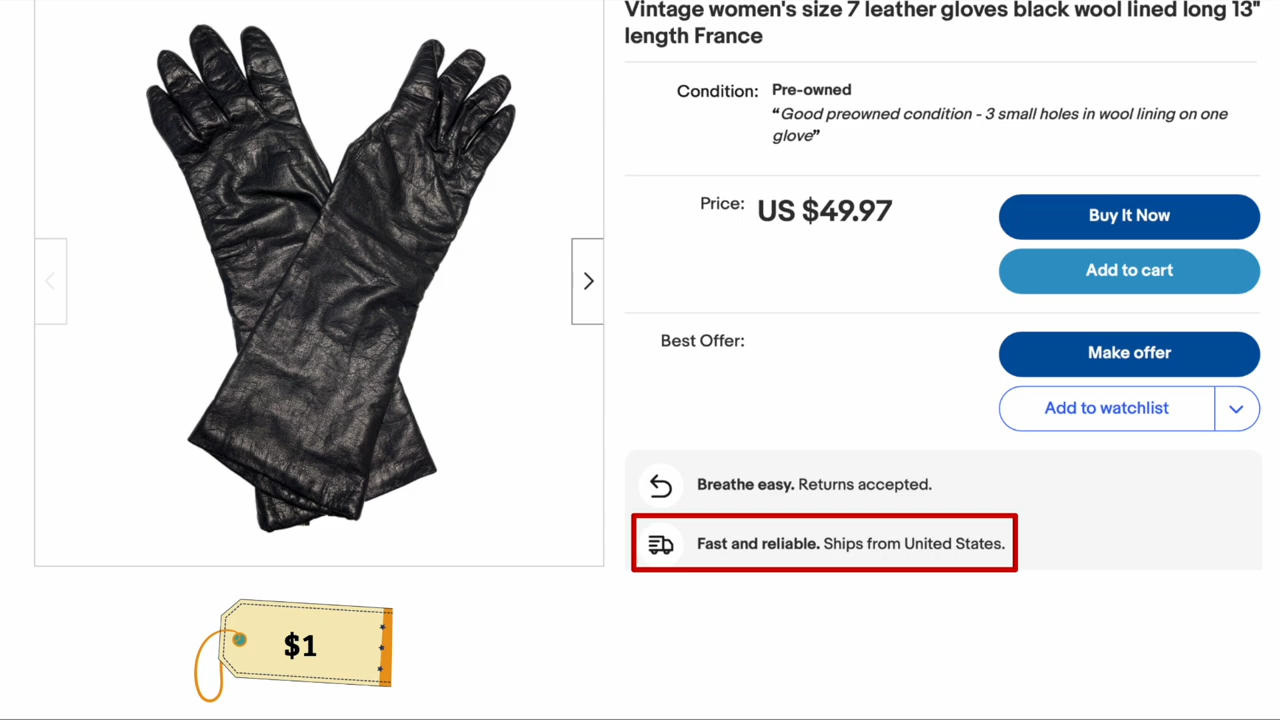 Vintage women's size 7 leather gloves black wool lined long 13"
length France
Condition: Pre-owned
“Good preowned condition - 3 small holes in wool lining on one
glove”
Price: US $49.97
Buy It Now
Add to cart
Best Offer:
Make offer
Add to watchlist
Breathe easy. Returns accepted.
Fast and reliable. Ships from United States.
$1